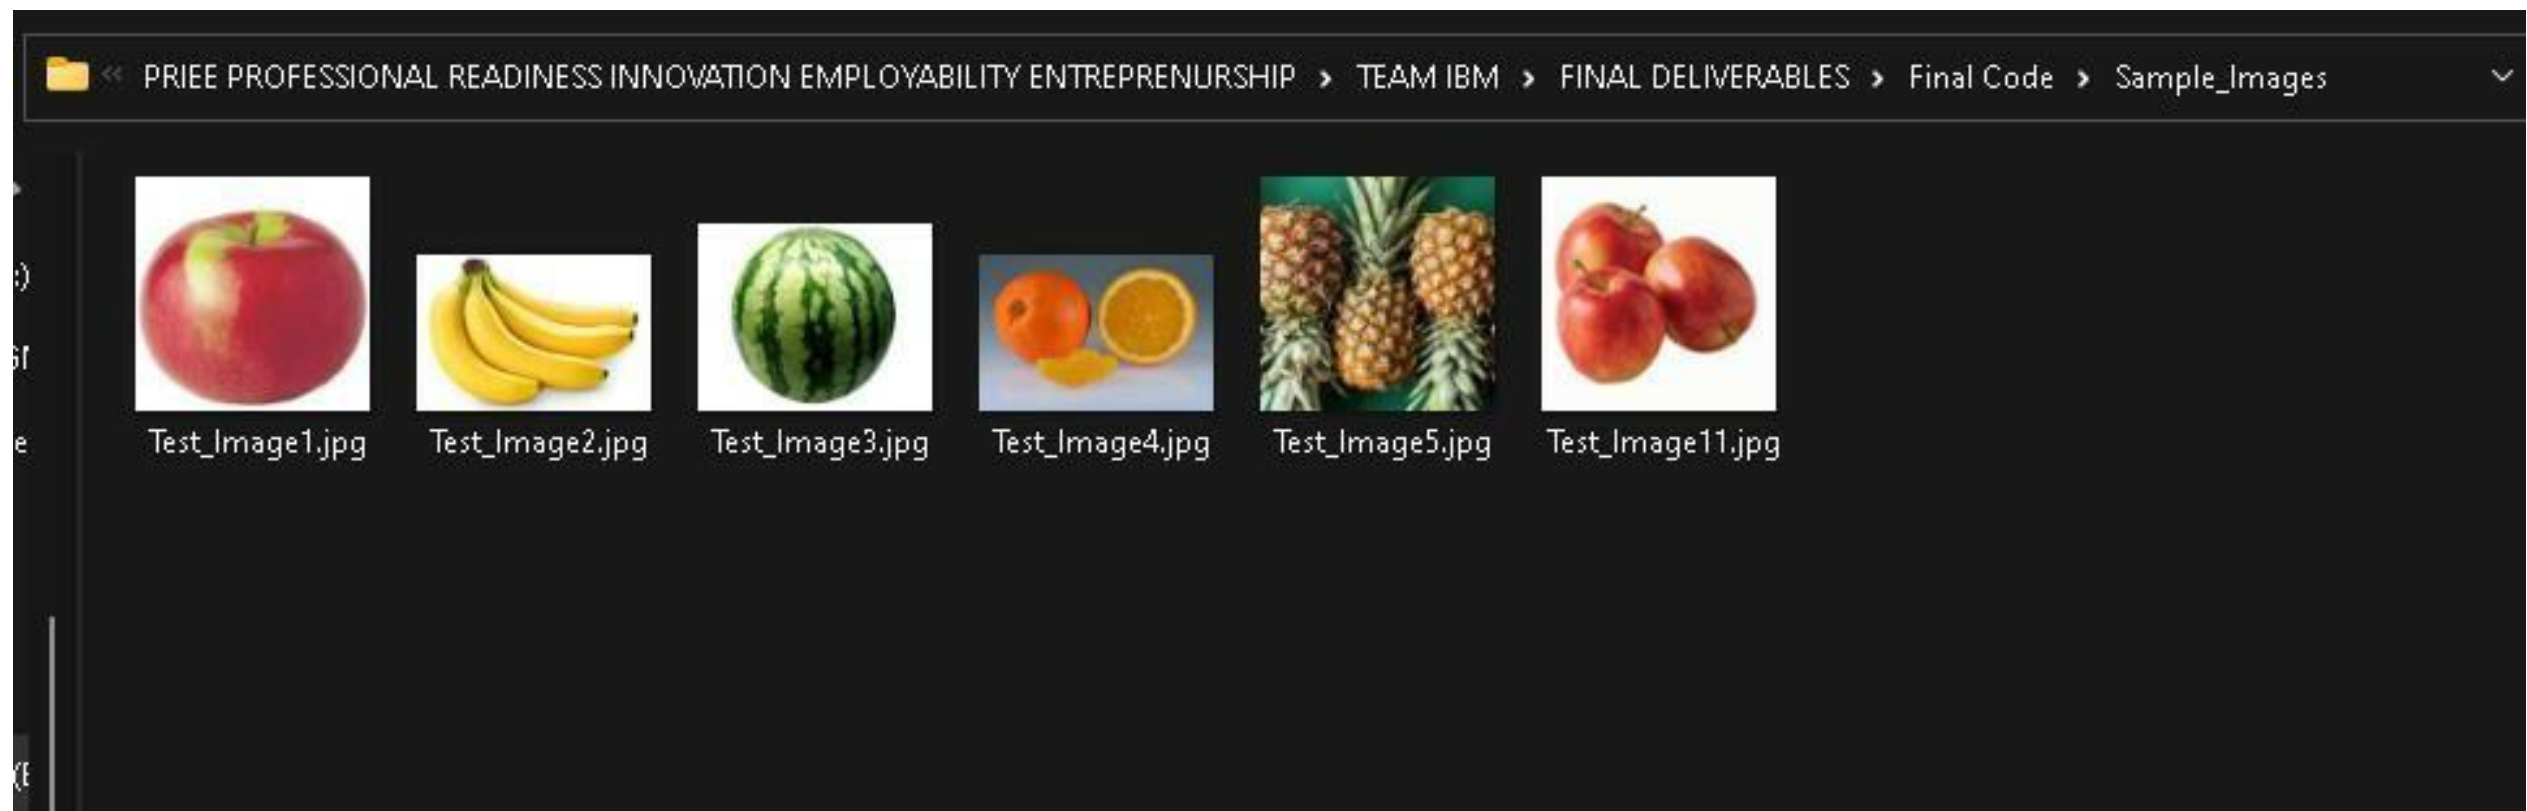 « PRIEE PROFESSIONAL READINESS INNOVATION EMPLOYABILITY ENTREPRENURSHIP > TEAM IBM > FINAL DELIVERABLES > Final Code > Sample_Images
Test_Image1.jpg Test_Image2.jpg Test_Image3.jpg Test_Image4.jpg Test_Image5.jpg Test_Image11.jpg
:)
e
(E